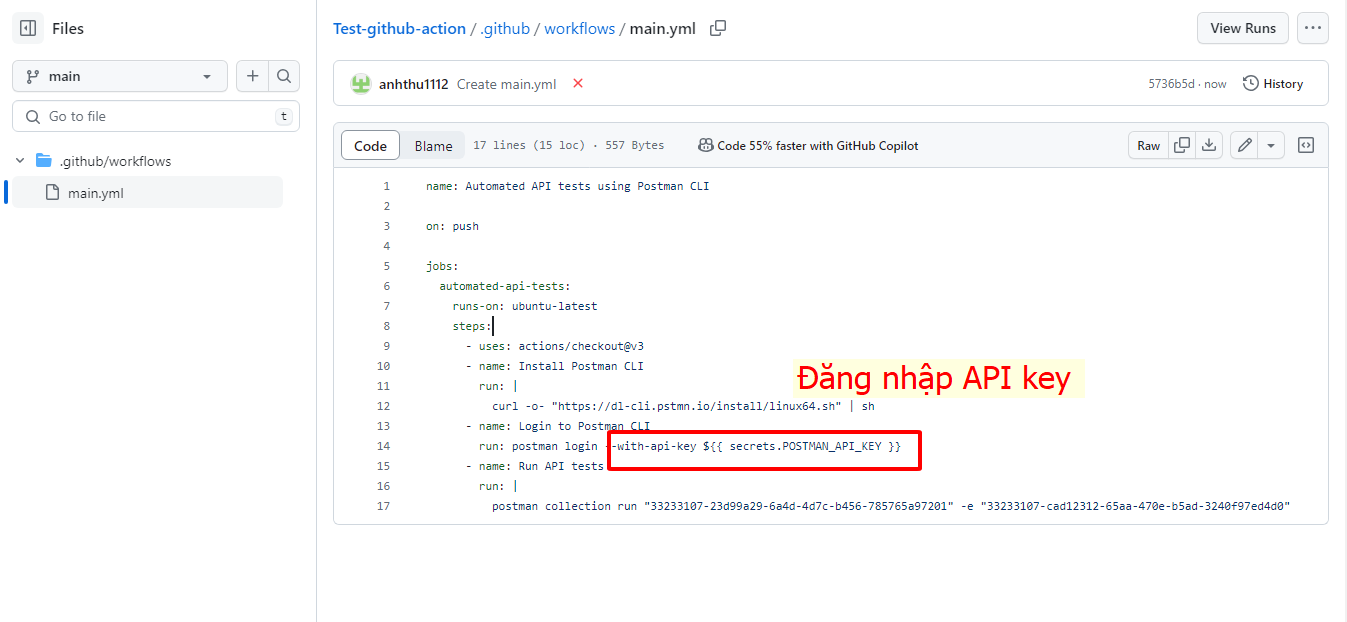 Files
Test-github-action / .github / workflows / main.yml
View Runs
main
Go to file
t
.github/workflows
main.yml
anhthu1112 Create main.yml
5736b5d · now
History
Code Blame 17 lines (15 loc) · 557 Bytes
Code 55% faster with GitHub Copilot
Raw
1 name: Automated API tests using Postman CLI
2
3 on: push
4
5 jobs:
6 automated-api-tests:
7 runs-on: ubuntu-latest
8 steps:
9 - uses: actions/checkout@v3
10 - name: Install Postman CLI
11 run: |
12 curl -o- "https://dl-cli.pstmn.io/install/linux64.sh" | sh
13 - name: Login to Postman CLI
14 run: postman login --with-api-key ${{ secrets.POSTMAN_API_KEY }}
15 - name: Run API tests
16 run: |
17 postman collection run "33233107-23d99a29-6a4d-4d7c-b456-785765a97201" -e "33233107-cad12312-65aa-470e-b5ad-3240f97ed4d0"
Đăng nhập API key